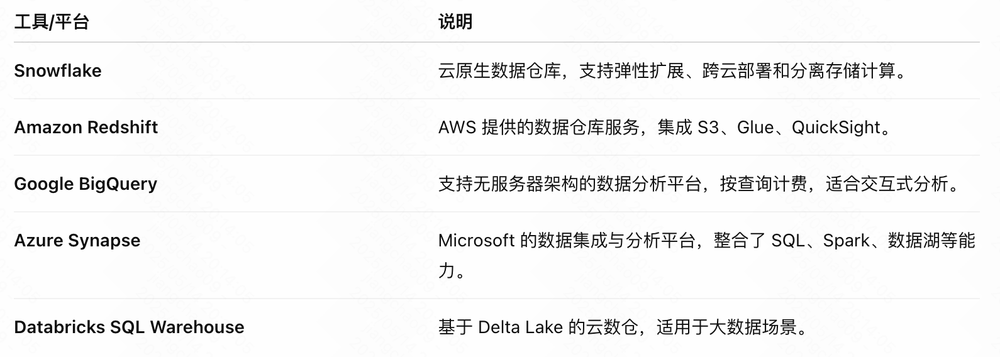 工具/平台 说明
Snowflake 云原生数据仓库，支持弹性扩展、跨云部署和分离存储计算。
Amazon Redshift AWS 提供的数据仓库服务，集成 S3、Glue、QuickSight。
Google BigQuery 支持无服务器架构的数据分析平台，按查询计费，适合交互式分析。
Azure Synapse Microsoft 的数据集成与分析平台，整合了 SQL、Spark、数据湖等能
力。
Databricks SQL Warehouse 基于 Delta Lake 的云数仓，适用于大数据场景。